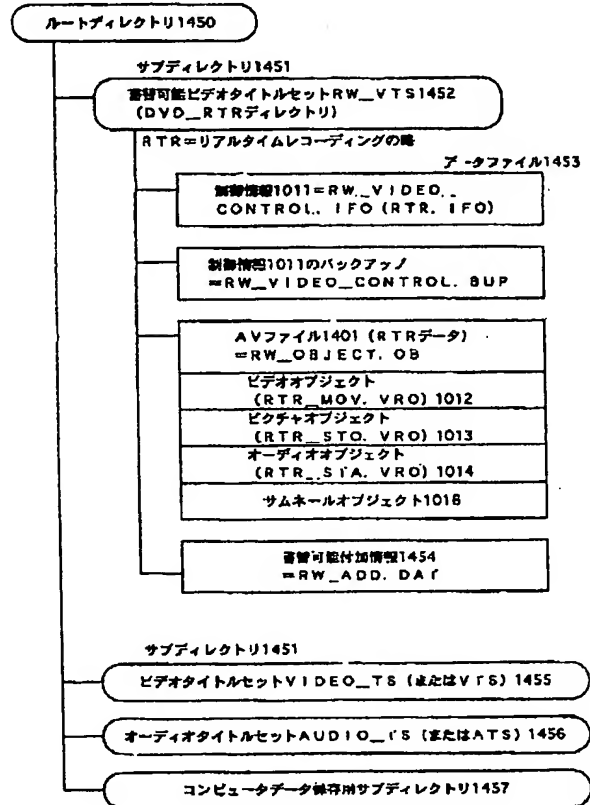 ルートディレクトリ1450
サブディレクトリ1451
書替可能ビデオタイトルセットRW__VTS1452
(DVD__RTRディレクトリ)
RTR=リアルタイムレコーディングの略
データファイル1453
制御情報1011=RW__VIDEO__
CONTROL. IFO (RTR. IFO)
制御情報1011のバックアップ
=RW__VIDEO__CONTROL. BUP
AVファイル1401 (RTRデータ)
=RW__OBJECT. OB
ビデオオブジェクト
(RTR__MOV. VRO) 1012
ピクチャオブジェクト
(RTR__STO. VRO) 1013
オーディオオブジェクト
(RTR__STA. VRO) 1014
サムネールオブジェクト1016
書替可能付加情報1454
=RW__ADD. DAT
サブディレクトリ1451
ビデオタイトルセットVIDEO__TS (またはVTS) 1455
オーディオタイトルセットAUDIO__TS (またはATS) 1456
コンピュータデータ保存用サブディレクトリ1457